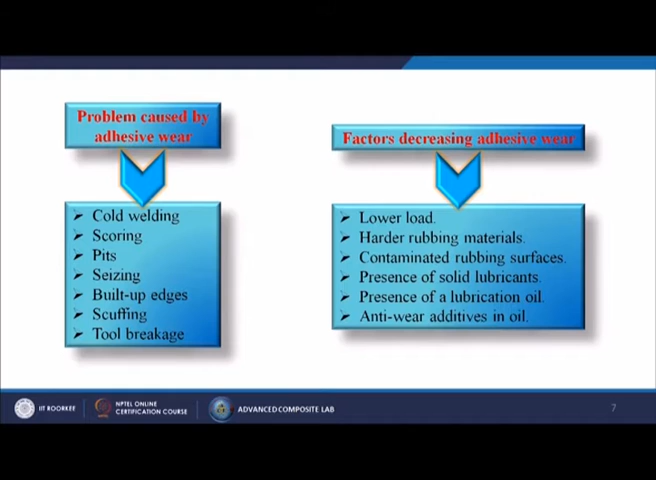 Problem caused by
adhesive wear
Cold welding
Scoring
Pits
Seizing
Built-up edges
Scuffing
Tool breakage
Factors decreasing adhesive wear
Lower load.
Harder rubbing materials.
Contaminated rubbing surfaces.
Presence of solid lubricants.
Presence of a lubrication oil.
Anti-wear additives in oil.
IIT ROORKEE
NPTEL ONLINE
CERTIFICATION COURSE
ADVANCED COMPOSITE LAB
7